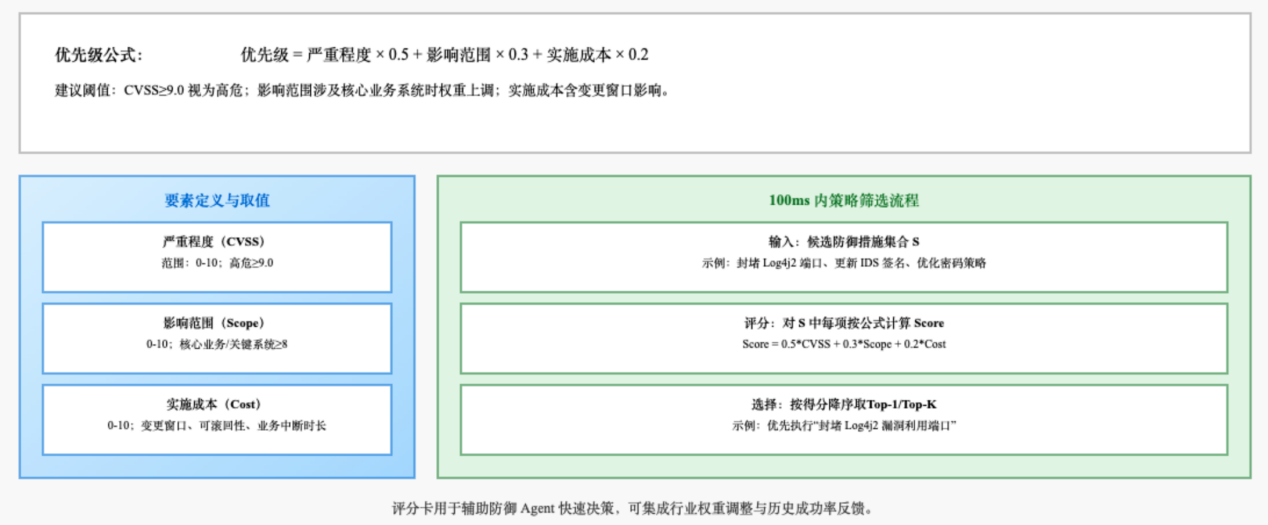 优先级公式： 优先级 = 严重程度 × 0.5 + 影响范围 × 0.3 + 实施成本 × 0.2
建议阈值：CVSS≥9.0 视为高危；影响范围涉及核心业务系统时权重上调；实施成本含变更窗口影响。
要素定义与取值
严重程度（CVSS）
范围：0-10；高危≥9.0
影响范围（Scope）
0-10；核心业务/关键系统≥8
实施成本（Cost）
0-10；变更窗口、可滚回性、业务中断时长
100ms 内策略筛选流程
输入：候选防御措施集合 S
示例：封堵 Log4j2 端口、更新 IDS 签名、优化密码策略
评分：对 S 中每项按公式计算 Score
Score = 0.5*CVSS + 0.3*Scope + 0.2*Cost
选择：按得分降序取Top-1/Top-K
示例：优先执行“封堵 Log4j2 漏洞利用端口”
评分卡用于辅助防御 Agent 快速决策，可集成行业权重调整与历史成功率反馈。